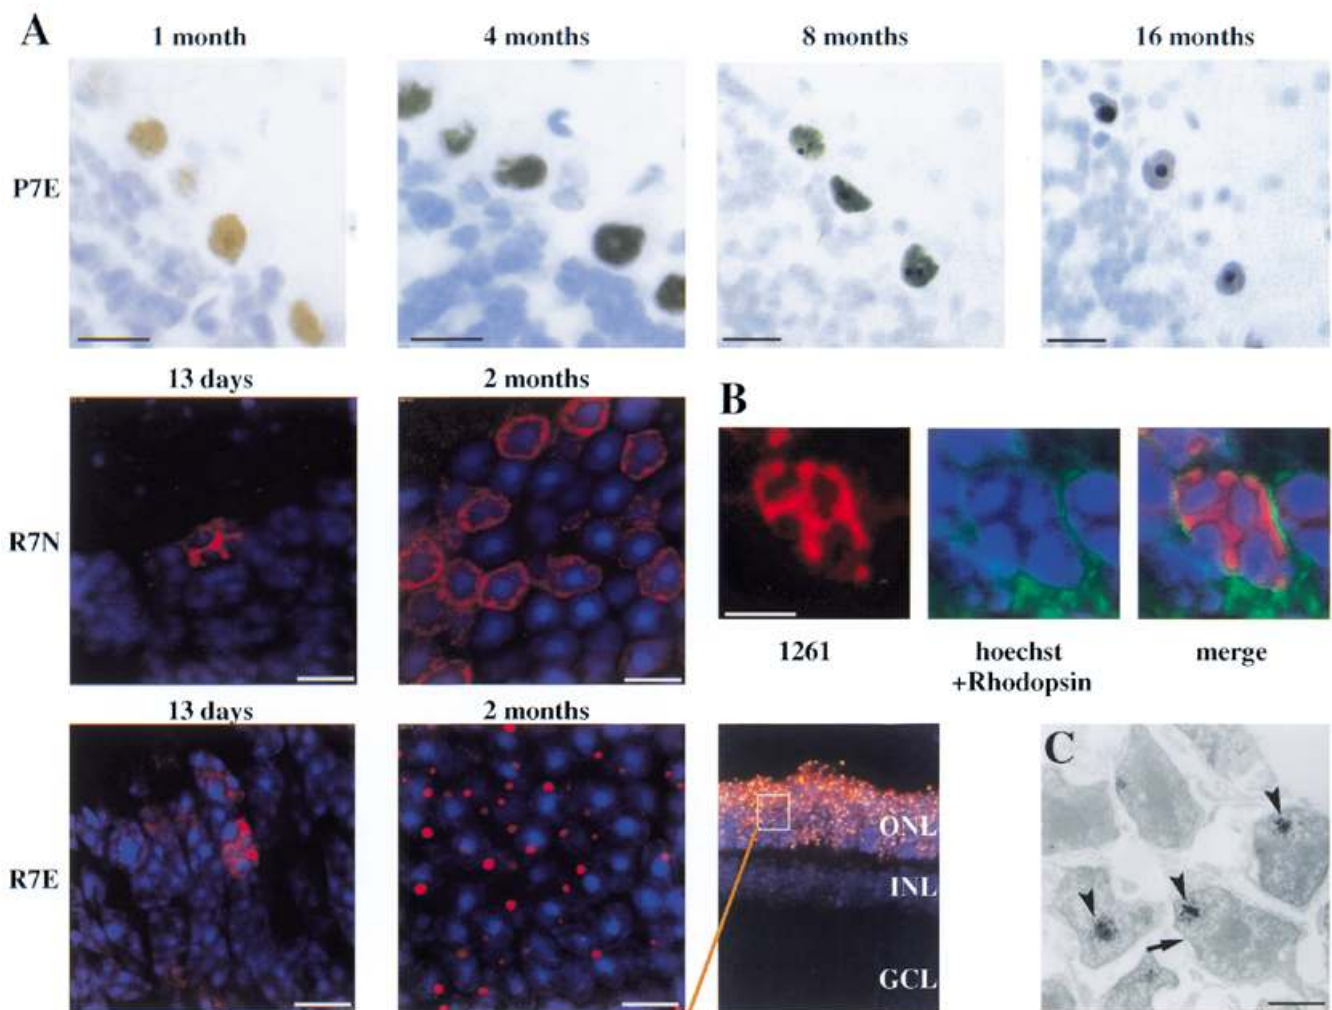 A
1 month 4 months 8 months 16 months
P7E
13 days 2 months
B
R7N
1261 hoechst +Rhodopsin merge
13 days 2 months
C
R7E
ONL
INL
GCL